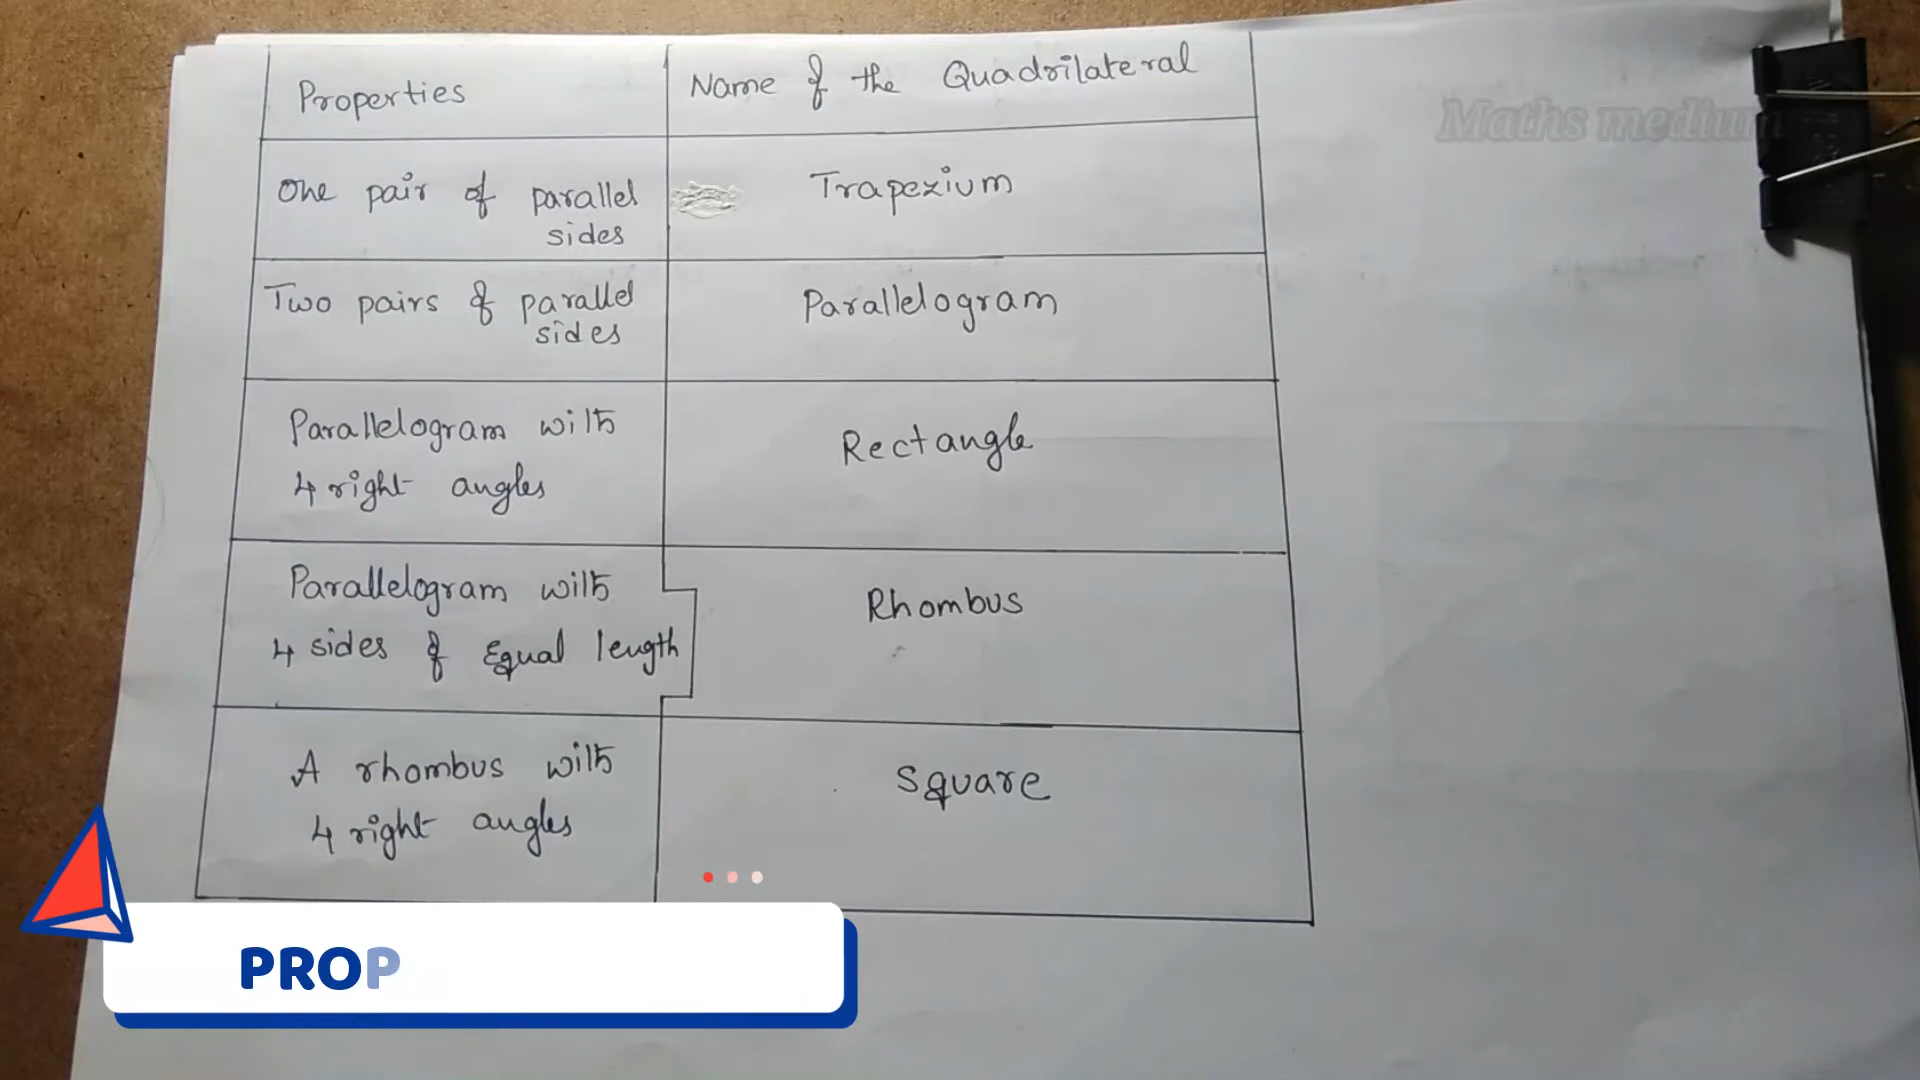 Properties
Name of the Quadrilateral
Maths medium
One pair of parallel
sides
Trapezium
Two pairs of parallel
sides
Parallelogram
Parallelogram with
4 right angles
Rectangle
Parallelogram with
4 sides of Equal length
Rhombus
A rhombus with
4 right angles
Square
PROP